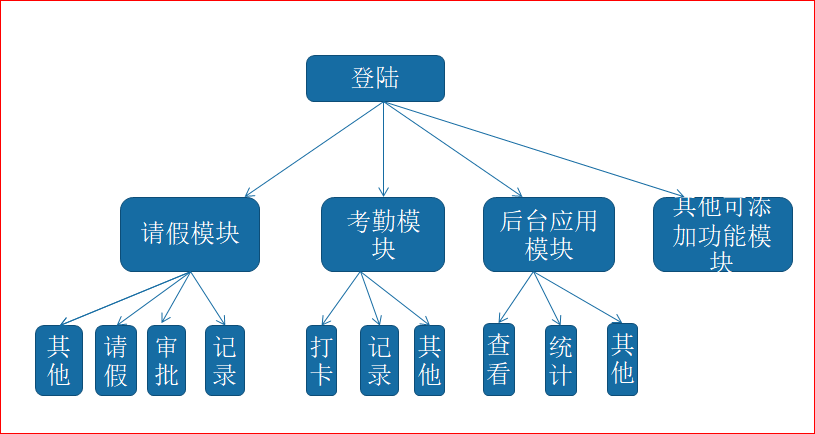 登陆
请假模块
考勤模
块
后台应用
模块
其他可添
加功能模
块
其
他
请
假
审
批
记
录
打
卡
记
录
其
他
查
看
统
计
其
他